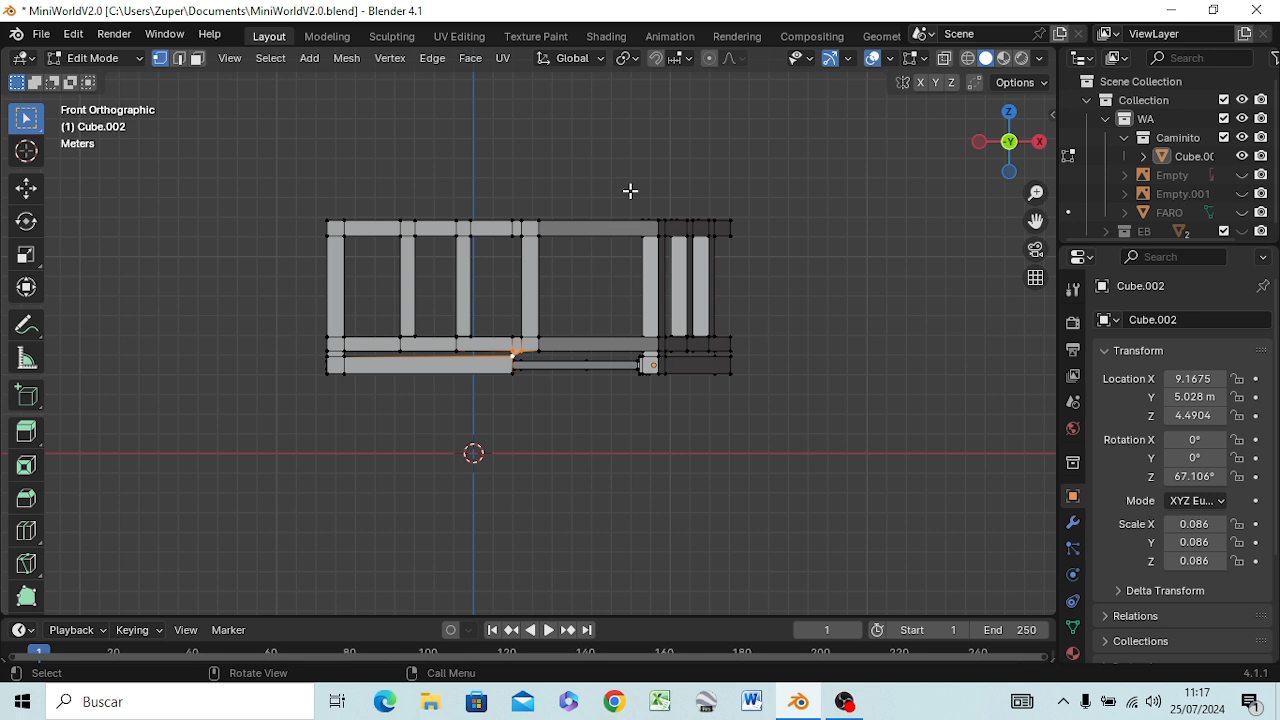 * MiniWorldV2.0 [C:\Users\Zuper\Documents\MiniWorldV2.0.blend] - Blender 4.1
File Edit Render Window Help Layout Modeling Sculpting UV Editing Texture Paint Shading Animation Rendering Compositing Geomet Scene ViewLayer
Edit Mode View Select Add Mesh Vertex Edge Face UV Global Search
X Y Z Options
Scene Collection
Front Orthographic
Collection
(1) Cube.002
WA
Meters
Caminito
Z
X
-Y
Cube.00
Empty
Empty.001
FARO
EB 2
Search
Cube.002
Cube.002
Transform
Location X 9.1675
Y 5.028 m
Z 4.4904
Rotation X 0°
Y 0°
Z 67.106°
Mode XYZ Eu...
Scale X 0.086
Y 0.086
Z 0.086
Delta Transform
Relations
Collections
Playback Keying View Marker 1 Start 1 End 250
1 20 40 60 80 100 120 140 160 180 200 220 240
Select Rotate View Call Menu 4.1.1
Buscar
11:17
25/07/2024
1